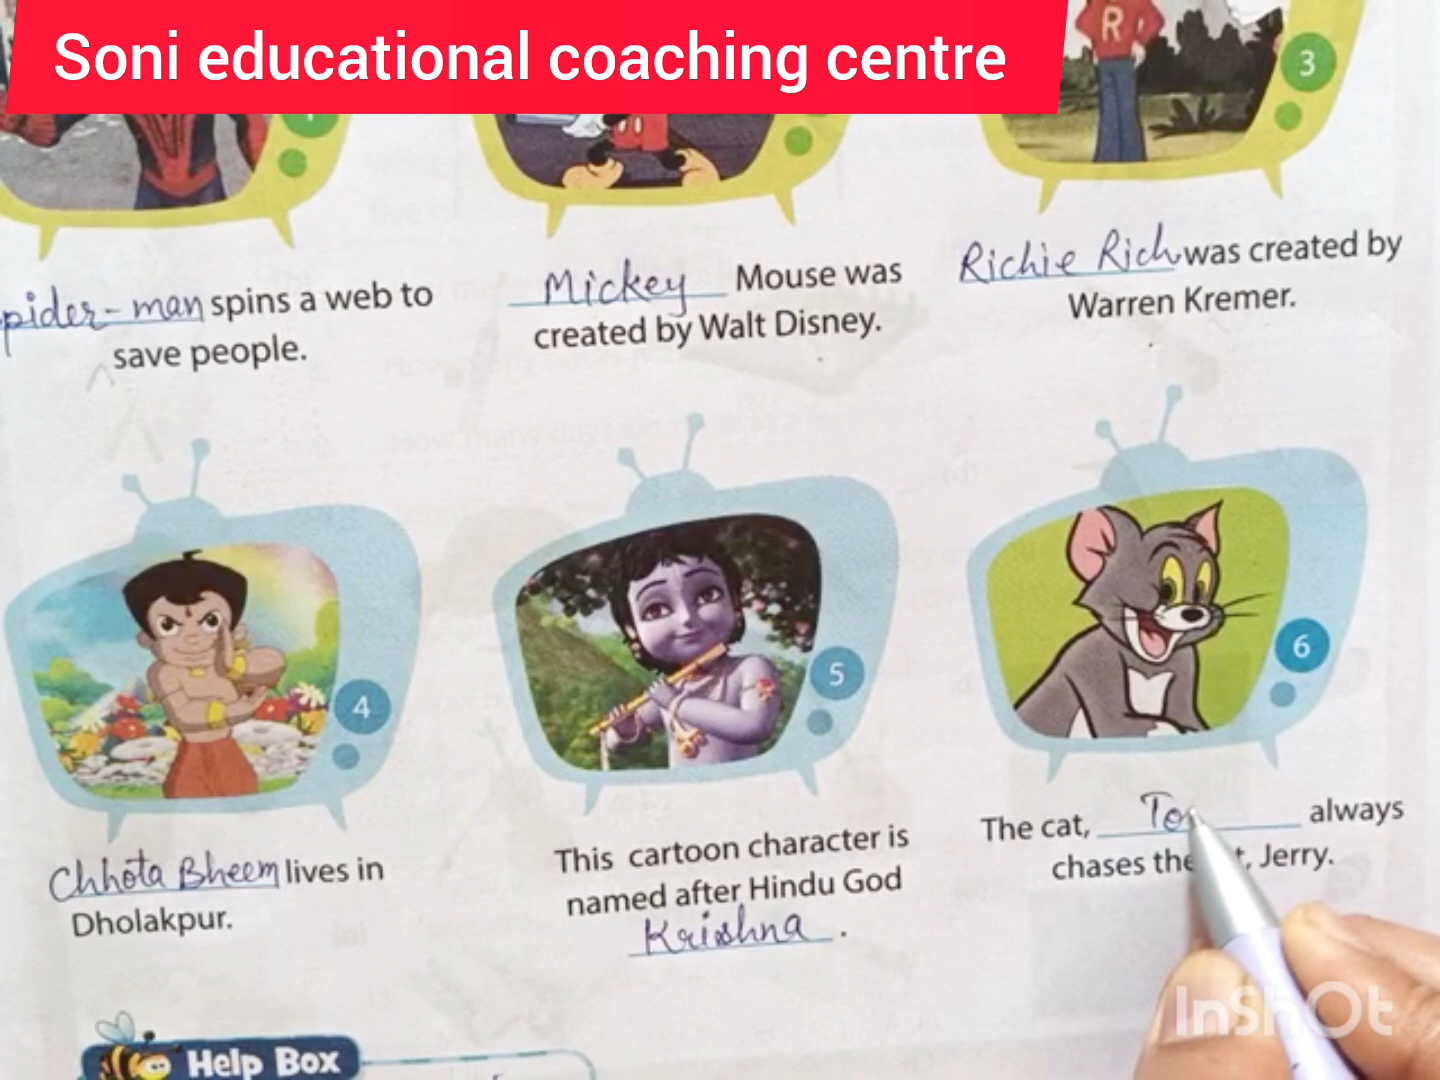 Soni educational coaching centre
R
3
pider-man spins a web to
save people.
Mickey Mouse was
created by Walt Disney.
Richie Rich was created by
Warren Kremer.
4
5
6
Chhota Bheem lives in
Dholakpur.
This cartoon character is
named after Hindu God
Krishna.
The cat, To always
chases the , Jerry.
Help Box
InShOt